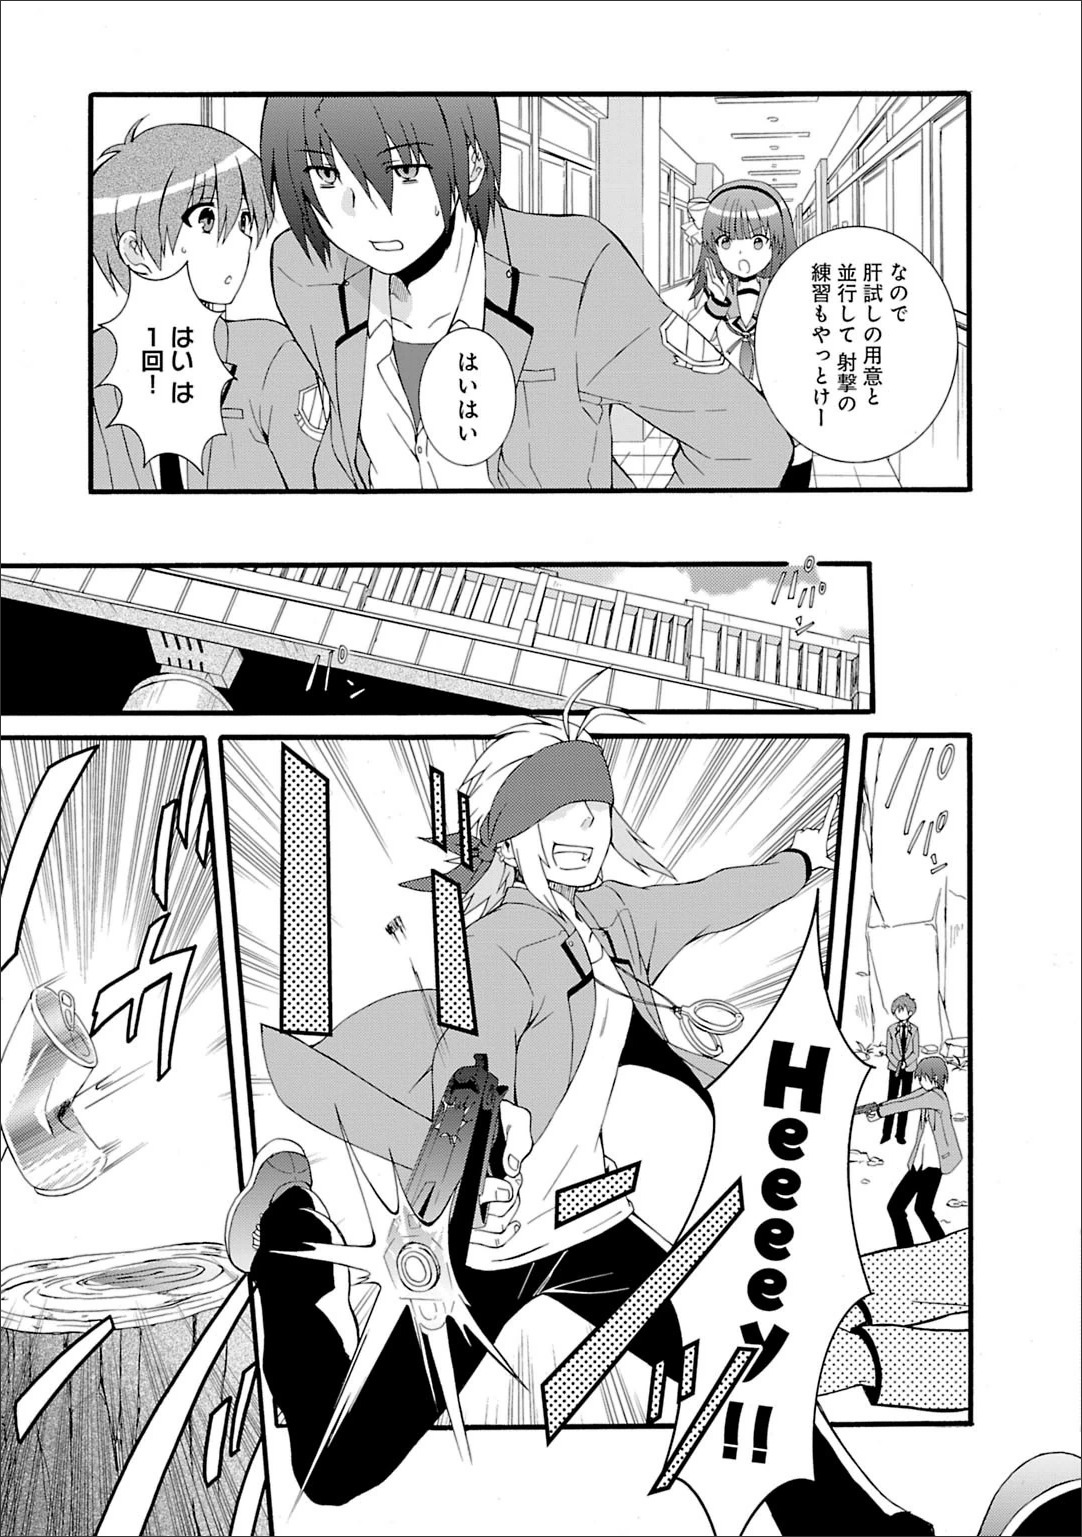 なので
肝試しの用意と
並行して 射撃の
練習もやっとけー
はいはい
はい は
1回！
パパパン
パン
パン
Heeeey!!
ガッ